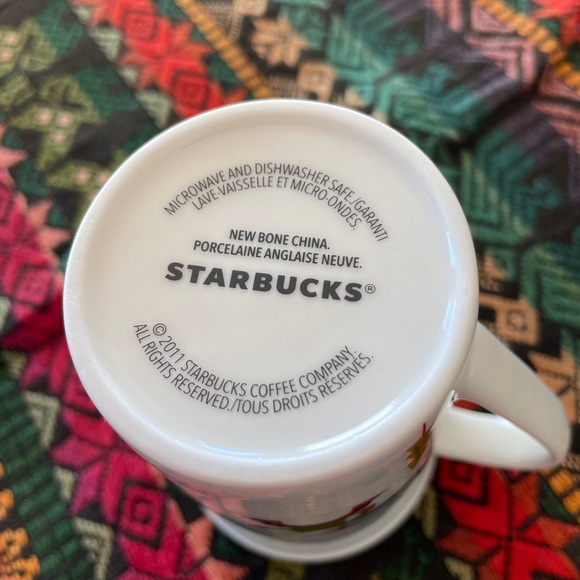 MICROWAVE AND DISHWASHER SAFE./GARANTI
LAVE-VAISSELLE ET MICRO-ONDES.
NEW BONE CHINA.
PORCELAINE ANGLAISE NEUVE.
STARBUCKS®
© 2011 STARBUCKS COFFEE COMPANY.
ALL RIGHTS RESERVED./TOUS DROITS RÉSERVÉS.